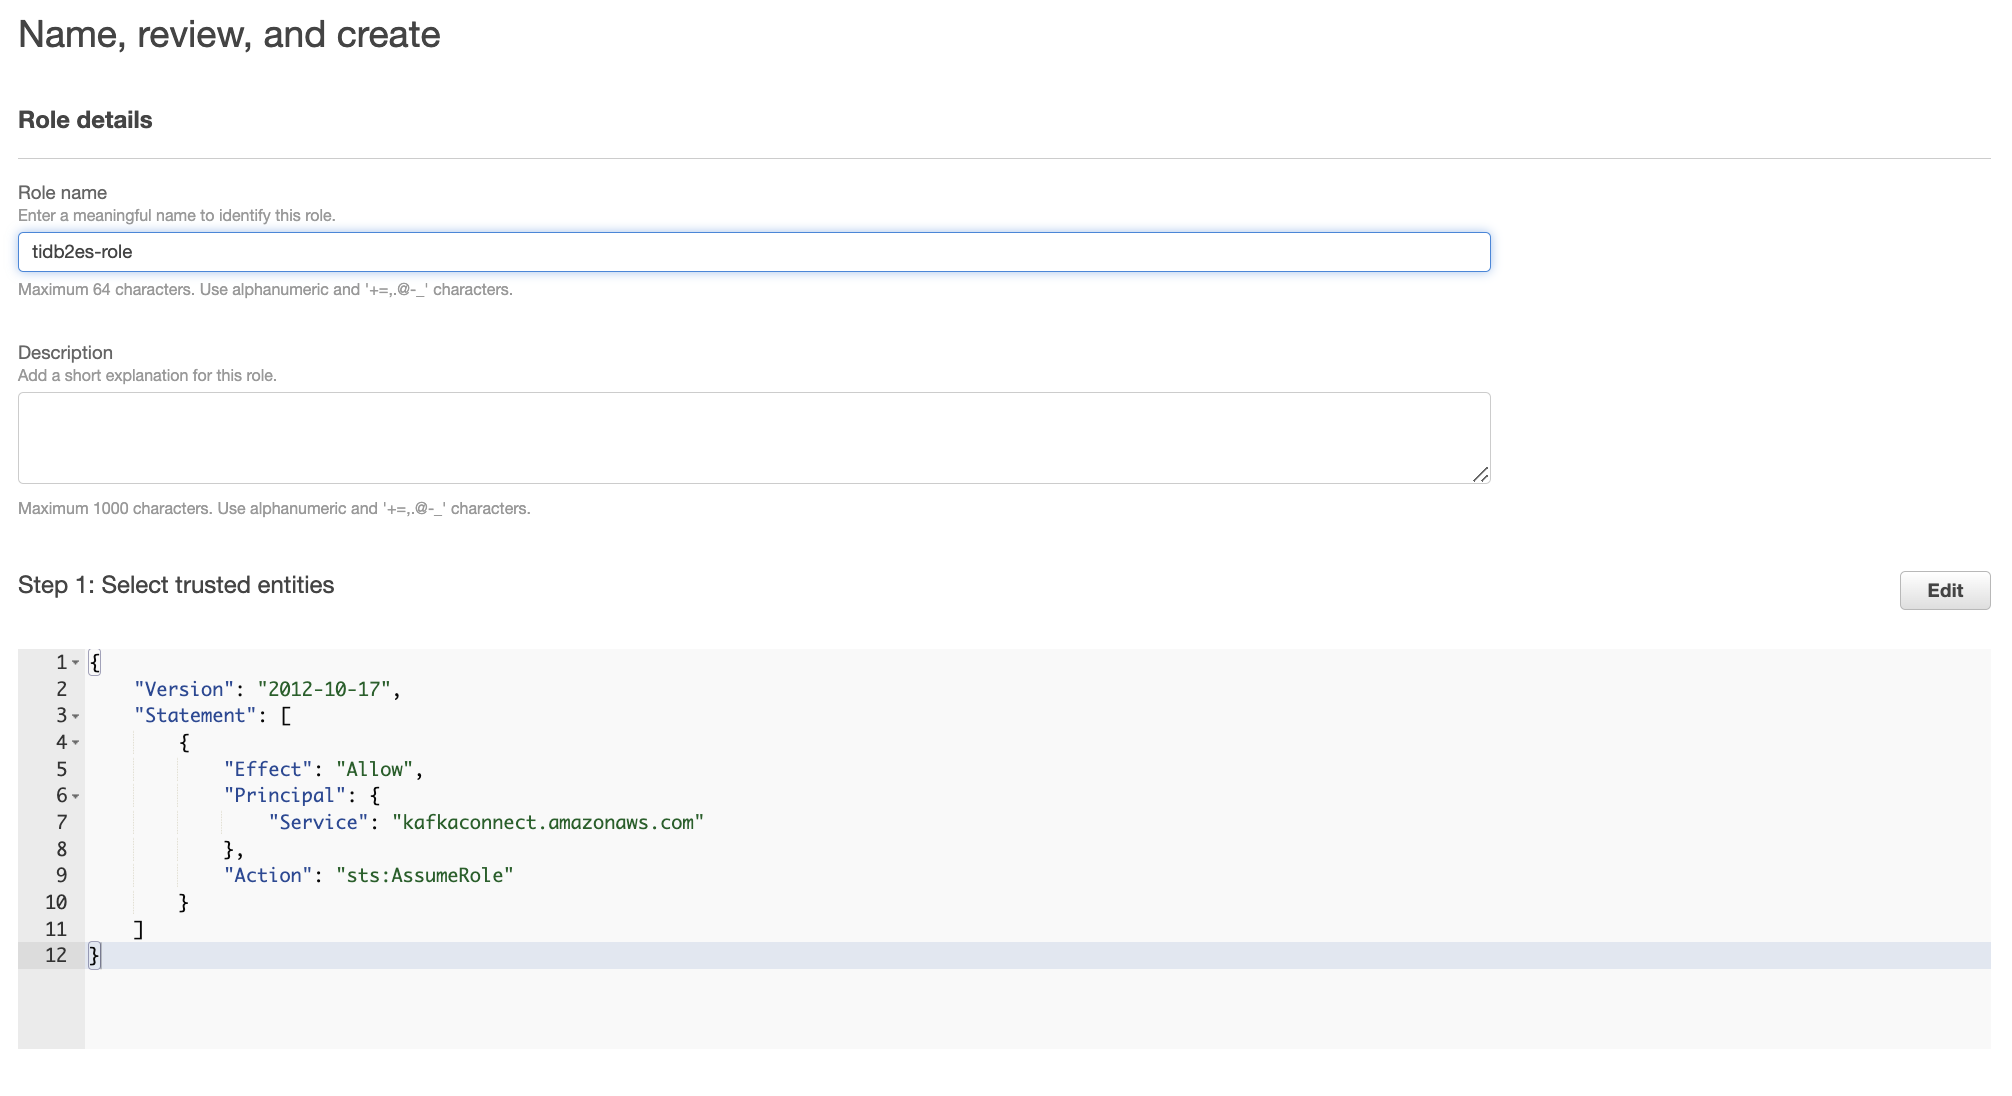 Name, review, and create
Role details
Role name
Enter a meaningful name to identify this role.
tidb2es-role
Maximum 64 characters. Use alphanumeric and '+=,.@-_' characters.
Description
Add a short explanation for this role.
Maximum 1000 characters. Use alphanumeric and '+=,.@-_' characters.
Step 1: Select trusted entities
Edit
1 {
2     "Version": "2012-10-17",
3     "Statement": [
4         {
5             "Effect": "Allow",
6             "Principal": {
7                 "Service": "kafkaconnect.amazonaws.com"
8             },
9             "Action": "sts:AssumeRole"
10         }
11     ]
12 }